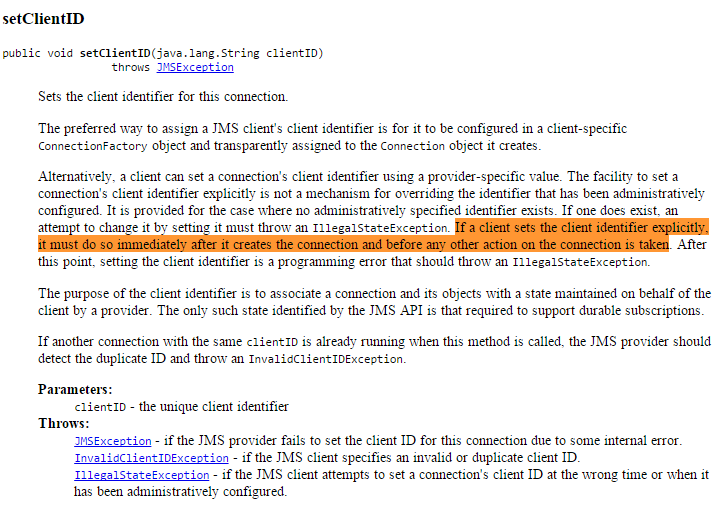 setClientID
public void setClientID(java.lang.String clientID)
throws JMSException
Sets the client identifier for this connection.
The preferred way to assign a JMS client's client identifier is for it to be configured in a client-specific
ConnectionFactory object and transparently assigned to the Connection object it creates.
Alternatively, a client can set a connection's client identifier using a provider-specific value. The facility to set a
connection's client identifier explicitly is not a mechanism for overriding the identifier that has been administratively
configured. It is provided for the case where no administratively specified identifier exists. If one does exist, an
attempt to change it by setting it must throw an IllegalStateException. If a client sets the client identifier explicitly,
it must do so immediately after it creates the connection and before any other action on the connection is taken. After
this point, setting the client identifier is a programming error that should throw an IllegalStateException.
The purpose of the client identifier is to associate a connection and its objects with a state maintained on behalf of the
client by a provider. The only such state identified by the JMS API is that required to support durable subscriptions.
If another connection with the same clientID is already running when this method is called, the JMS provider should
detect the duplicate ID and throw an InvalidClientIDException.
Parameters:
clientID - the unique client identifier
Throws:
JMSException - if the JMS provider fails to set the client ID for this connection due to some internal error.
InvalidClientIDException - if the JMS client specifies an invalid or duplicate client ID.
IllegalStateException - if the JMS client attempts to set a connection's client ID at the wrong time or when it
has been administratively configured.